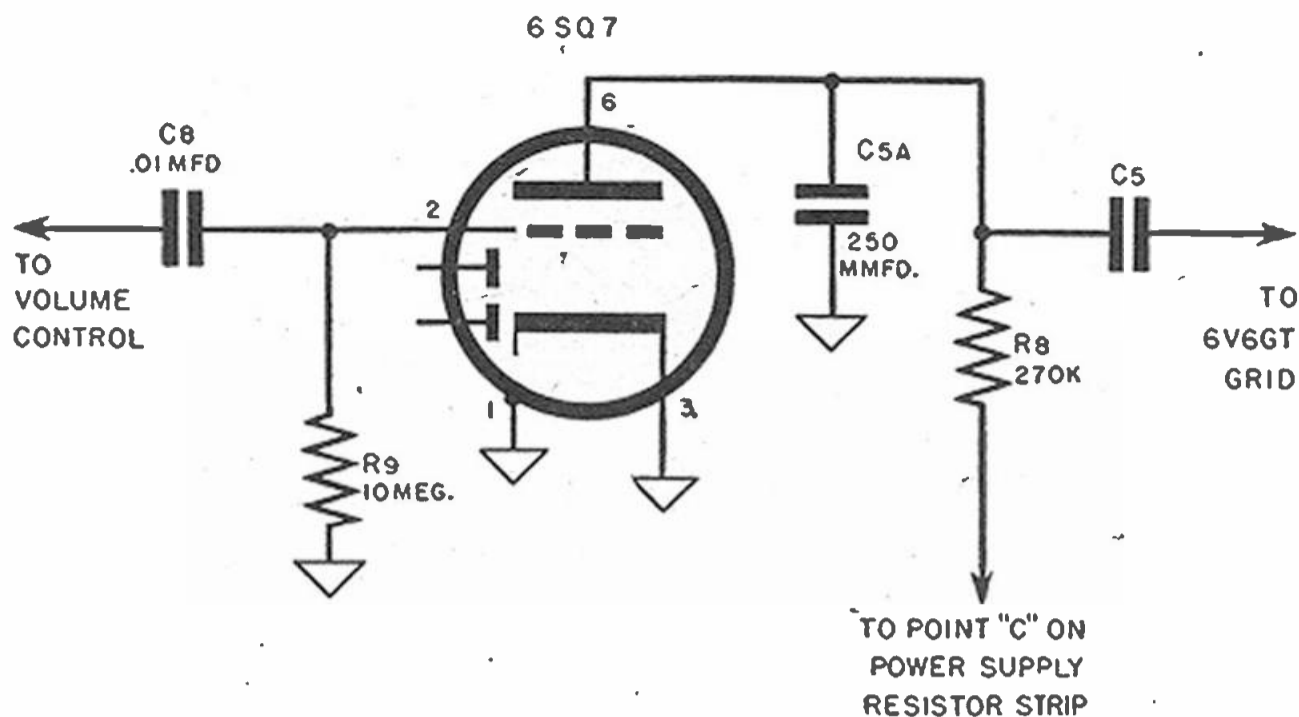 6SQ7
6
C8
.01MFD
C5A
C5
2
TO
VOLUME
CONTROL
250
MMFD.
TO
6V6GT
GRID
R8
270K
1
3
R9
10MEG.
TO POINT "C" ON
POWER SUPPLY
RESISTOR STRIP